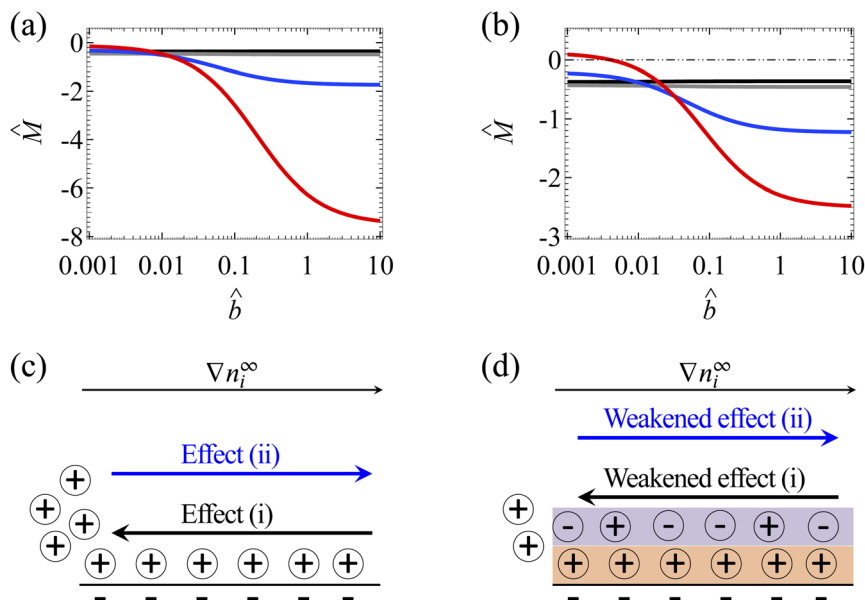 (a)
0
-2
-4
-6
-8
M̂
0.001 0.01 0.1 1 10
b̂
(b)
0
-1
-2
-3
M̂
0.001 0.01 0.1 1 10
b̂
(c)
∇n_i^∞
Effect (ii)
Effect (i)
+ + + + +
+ + + + + +
- - - - - -
(d)
∇n_i^∞
Weakened effect (ii)
Weakened effect (i)
+ +
- + - - + -
+ + + + + +
- - - - - -